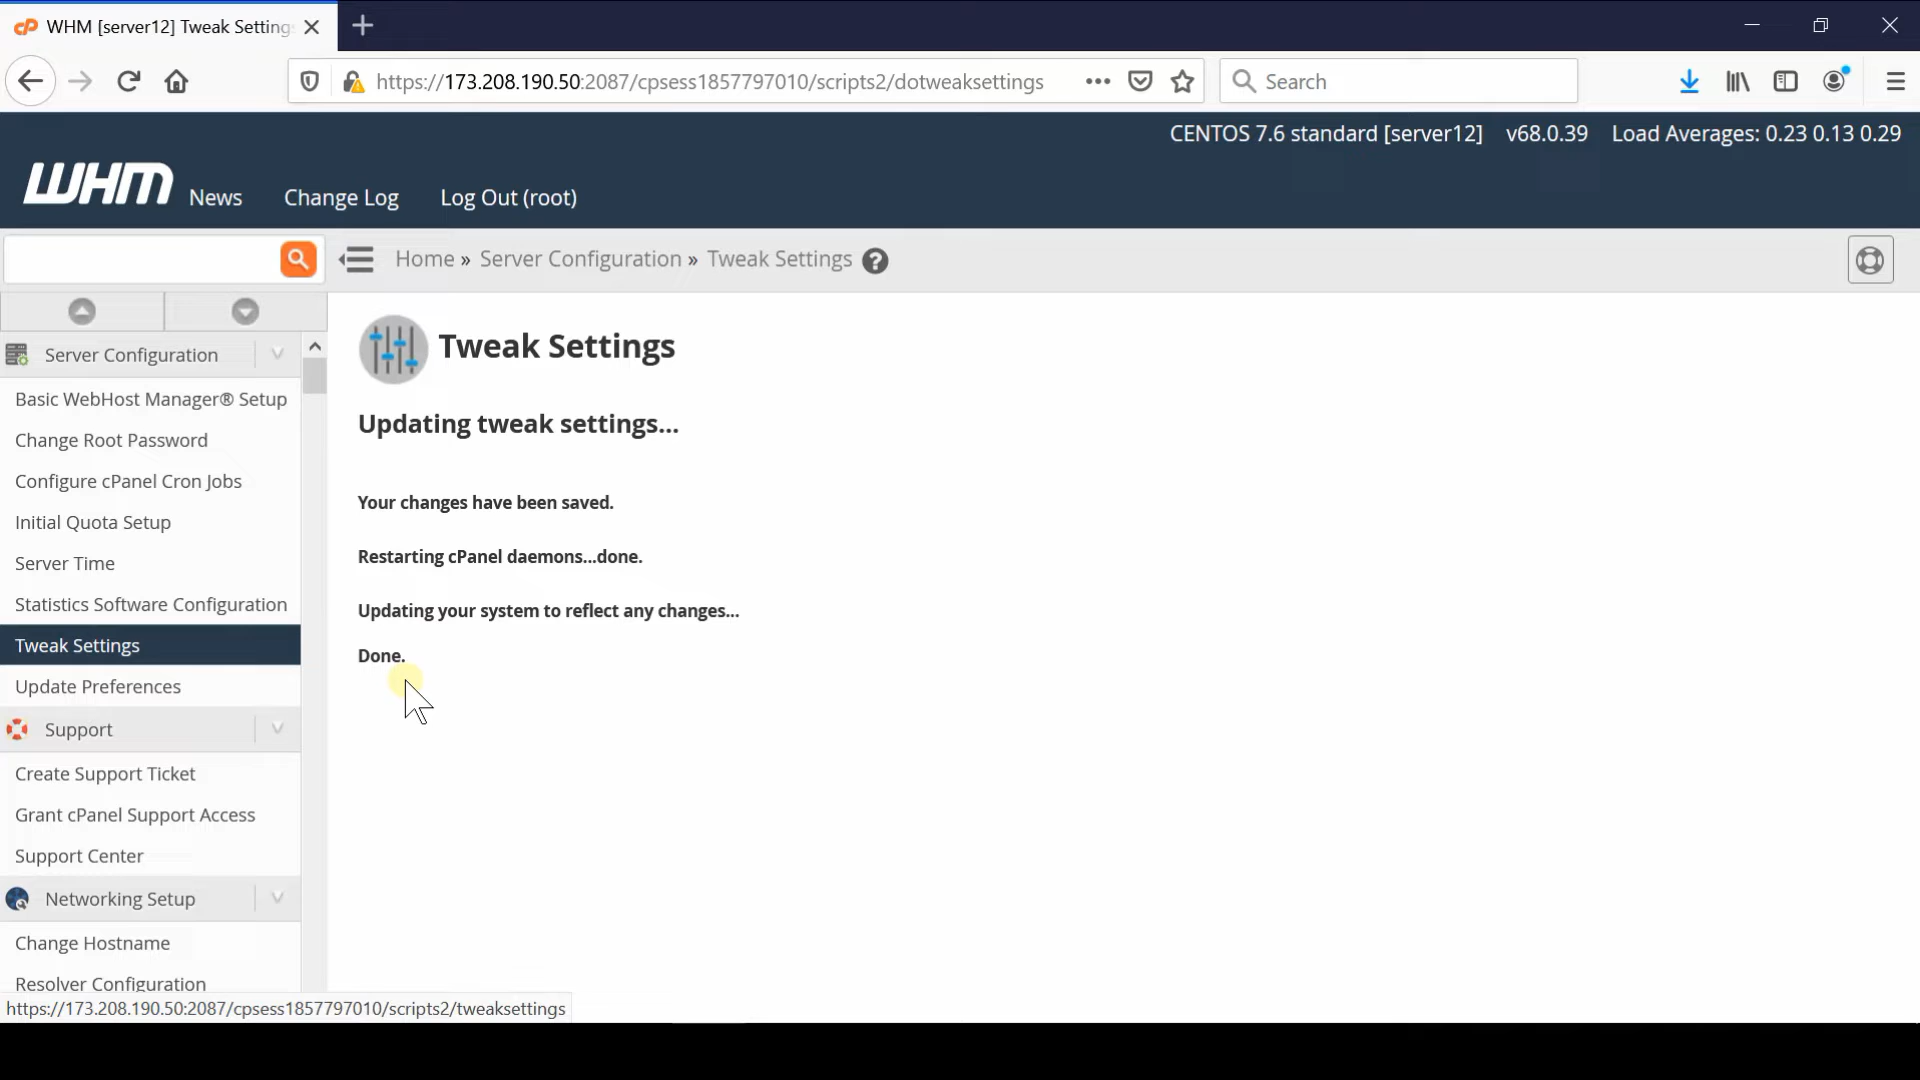 WHM [server12] Tweak Setting
https://173.208.190.50:2087/cpsess1857797010/scripts2/dotweaksettings
Search
CENTOS 7.6 standard [server12] v68.0.39 Load Averages: 0.23 0.13 0.29
WHM News Change Log Log Out (root)
Home » Server Configuration » Tweak Settings
Server Configuration
Basic WebHost Manager® Setup
Change Root Password
Configure cPanel Cron Jobs
Initial Quota Setup
Server Time
Statistics Software Configuration
Tweak Settings
Update Preferences
Support
Create Support Ticket
Grant cPanel Support Access
Support Center
Networking Setup
Change Hostname
Resolver Configuration
Tweak Settings
Updating tweak settings...
Your changes have been saved.
Restarting cPanel daemons...done.
Updating your system to reflect any changes...
Done.
https://173.208.190.50:2087/cpsess1857797010/scripts2/tweaksettings